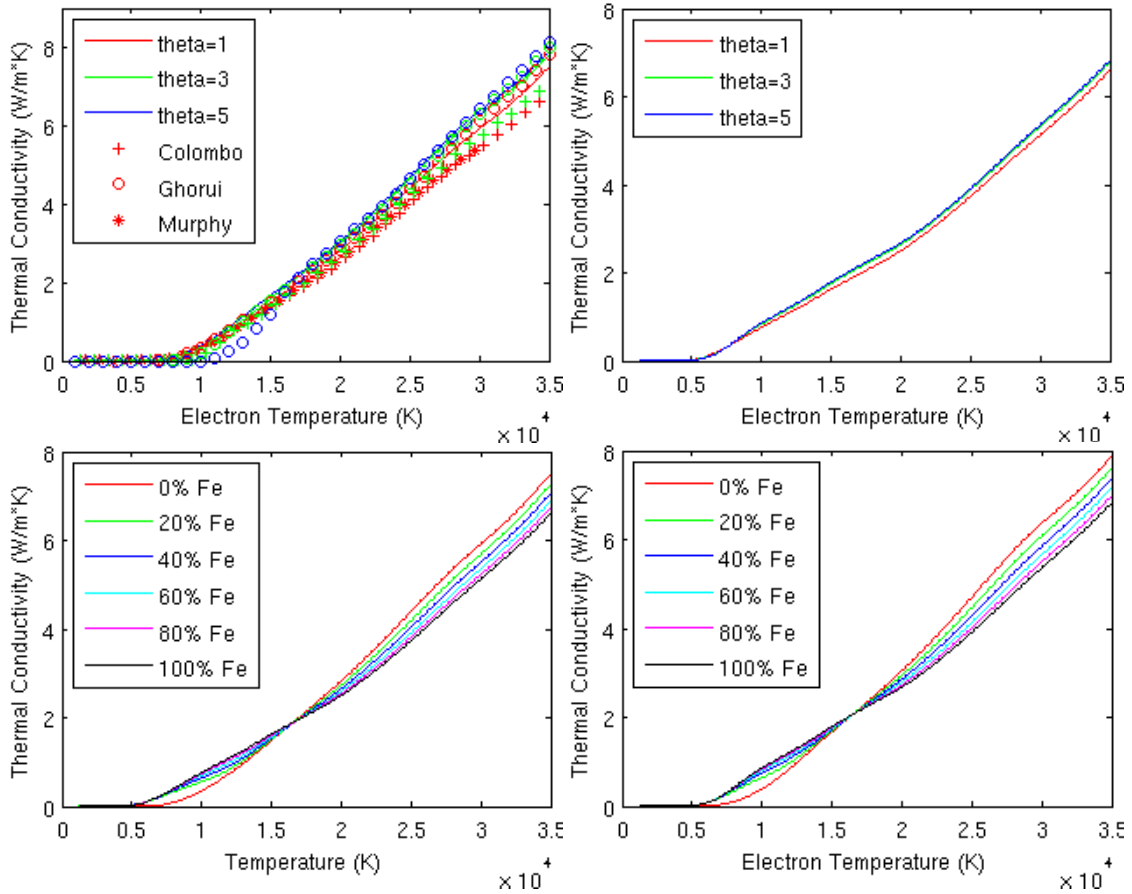 8
6
4
2
0
Thermal Conductivity (W/m*K)
theta=1
theta=3
theta=5
Colombo
Ghorui
Murphy
0 0.5 1 1.5 2 2.5 3 3.5
Electron Temperature (K)
× 10 4
8
6
4
2
0
Thermal Conductivity (W/m*K)
theta=1
theta=3
theta=5
0 0.5 1 1.5 2 2.5 3 3.5
Electron Temperature (K)
× 10 4
8
6
4
2
0
Thermal Conductivity (W/m*K)
0% Fe
20% Fe
40% Fe
60% Fe
80% Fe
100% Fe
0 0.5 1 1.5 2 2.5 3 3.5
Temperature (K)
× 10 4
8
6
4
2
0
Thermal Conductivity (W/m*K)
0% Fe
20% Fe
40% Fe
60% Fe
80% Fe
100% Fe
0 0.5 1 1.5 2 2.5 3 3.5
Electron Temperature (K)
× 10 4